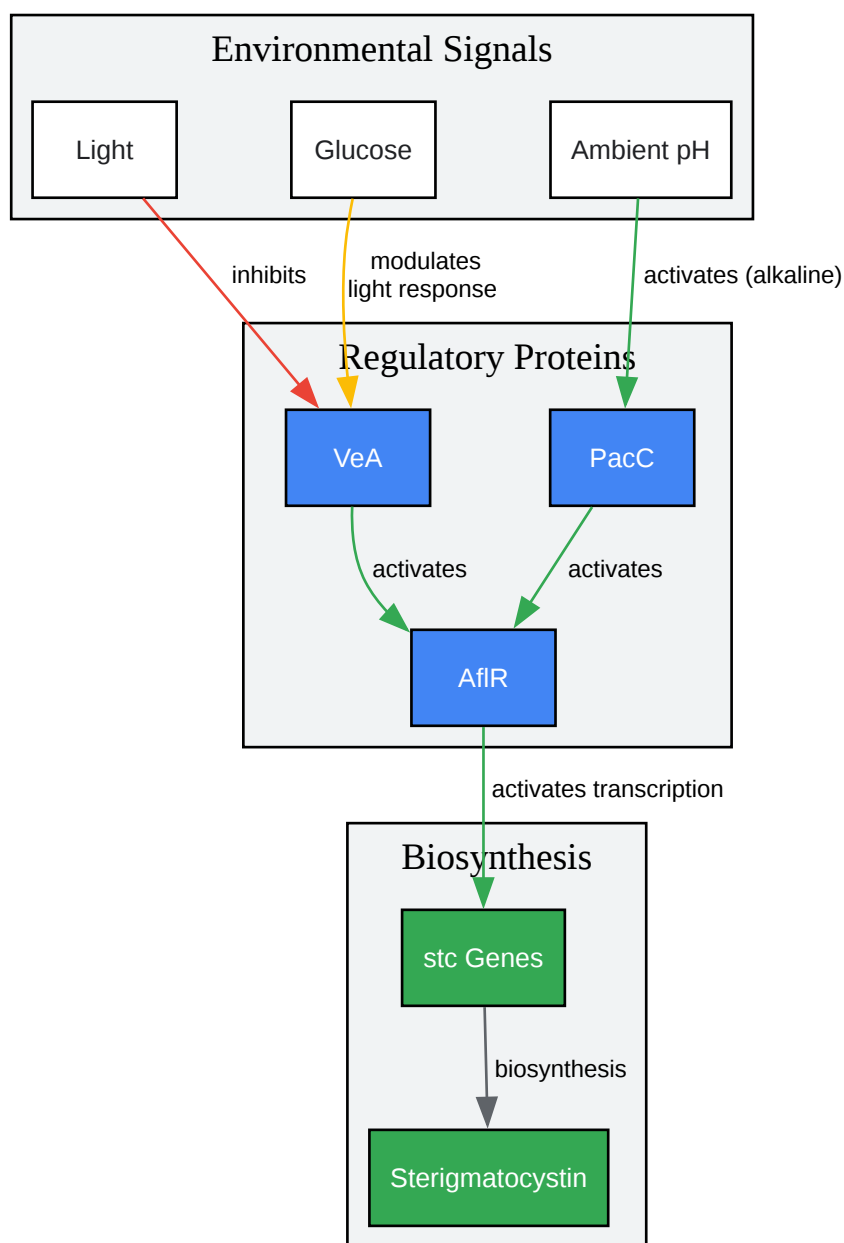 Environmental Signals
Light
Glucose
Ambient pH
inhibits
modulates
light response
activates (alkaline)
Regulatory Proteins
VeA
PacC
activates
activates
AflR
activates transcription
Biosynthesis
stc Genes
biosynthesis
Sterigmatocystin